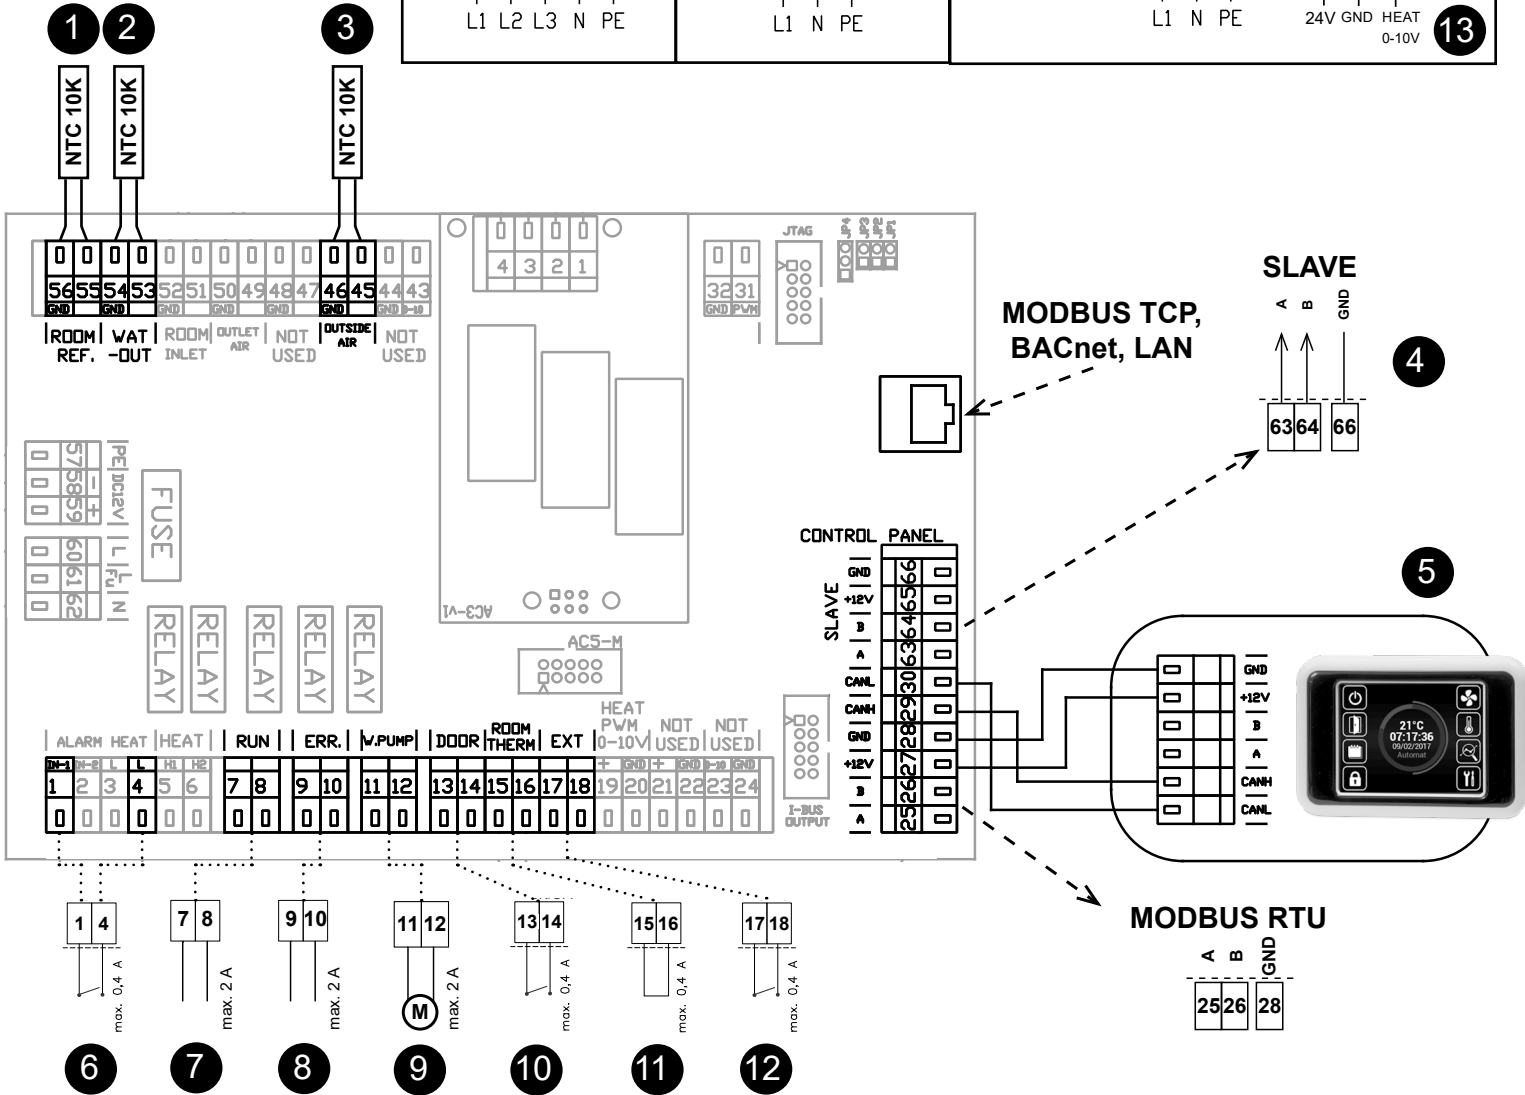 L1 L2 L3 N PE
L1 N PE
L1 N PE
24V GND HEAT
0-10V
13
1
2
3
NTC 10K
NTC 10K
NTC 10K
56 55 54 53 52 51 50 49 48 47 46 45 44 43
GND GND GND GND GND GND GND 0-10
ROOM REF.
WAT -OUT
ROOM INLET
OUTLET AIR
NOT USED
OUTSIDE AIR
NOT USED
4 3 2 1
32 31
GND PWM
JTAG
JP4
JP3
JP2
JP1
MODBUS TCP,
BACnet, LAN
SLAVE
A
B
GND
63 64 66
4
57 58 59
PE
- +
DC12V
60 61 62
L
L
Fu
N
FUSE
RELAY
RELAY
RELAY
RELAY
RELAY
AC3-v1
AC5-M
CONTROL PANEL
SLAVE
GND 66
+12V 65
B 64
A 63
CANL 30
CANH 29
GND 28
+12V 27
B 26
A 25
I-BUS
OUTPUT
5
GND
+12V
B
A
CANH
CANL
21°C
07:17:36
09/02/2017
Automat
ALARM HEAT
HEAT
RUN
ERR.
W.PUMP
DOOR
ROOM THERM
EXT
HEAT PWM 0-10V
NOT USED
NOT USED
IN-1 IN-2 L L H1 H2
+ GND + GND 0-10 GND
1 2 3 4 5 6 7 8 9 10 11 12 13 14 15 16 17 18 19 20 21 22 23 24
1 4
max. 0,4 A
7 8
max. 2 A
9 10
max. 2 A
11 12
M
max. 2 A
13 14
max. 0,4 A
15 16
max. 0,4 A
17 18
max. 0,4 A
MODBUS RTU
A
B
GND
25 26 28
6
7
8
9
10
11
12